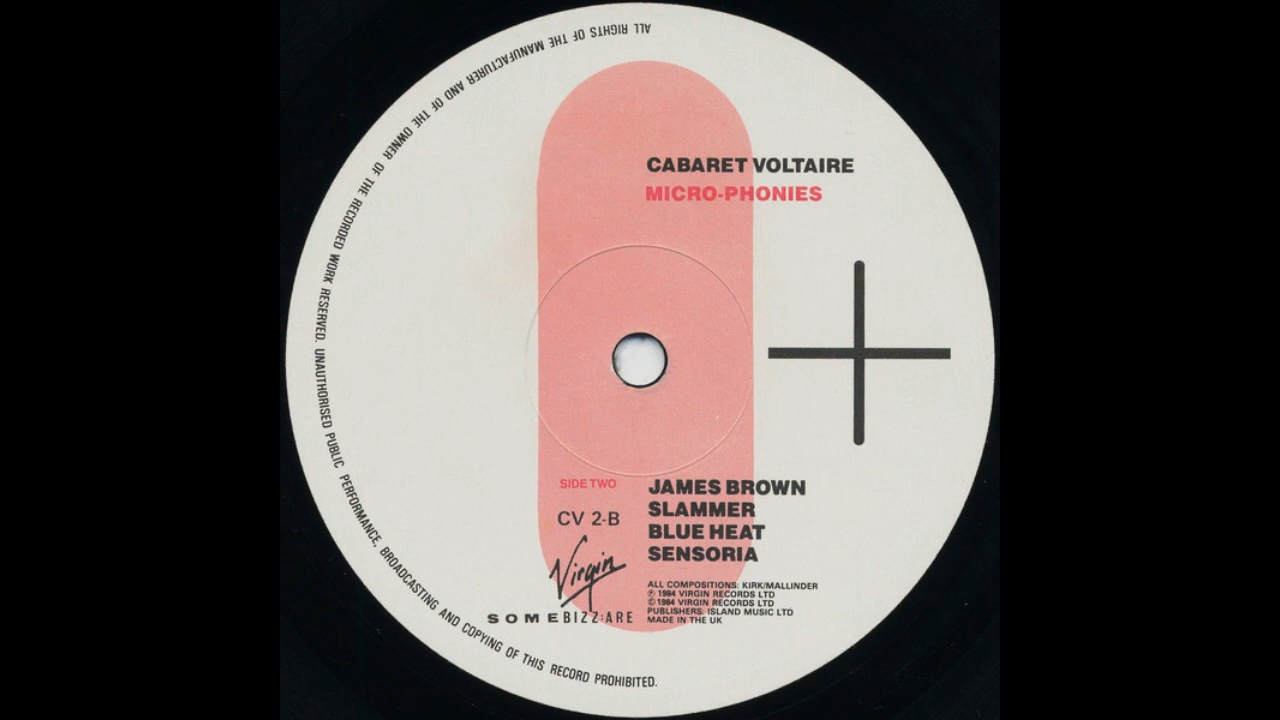 CABARET VOLTAIRE
MICRO-PHONIES
SIDE TWO
CV 2-B
Virgin
SOMEBIZZ:ARE
JAMES BROWN
SLAMMER
BLUE HEAT
SENSORIA
ALL COMPOSITIONS: KIRK/MALLINDER
℗ 1984 VIRGIN RECORDS LTD
© 1984 VIRGIN RECORDS LTD
PUBLISHERS: ISLAND MUSIC LTD
MADE IN THE UK
ALL RIGHTS OF THE MANUFACTURER AND OF THE OWNER OF THE RECORDED WORK RESERVED. UNAUTHORISED PUBLIC PERFORMANCE, BROADCASTING AND COPYING OF THIS RECORD PROHIBITED.